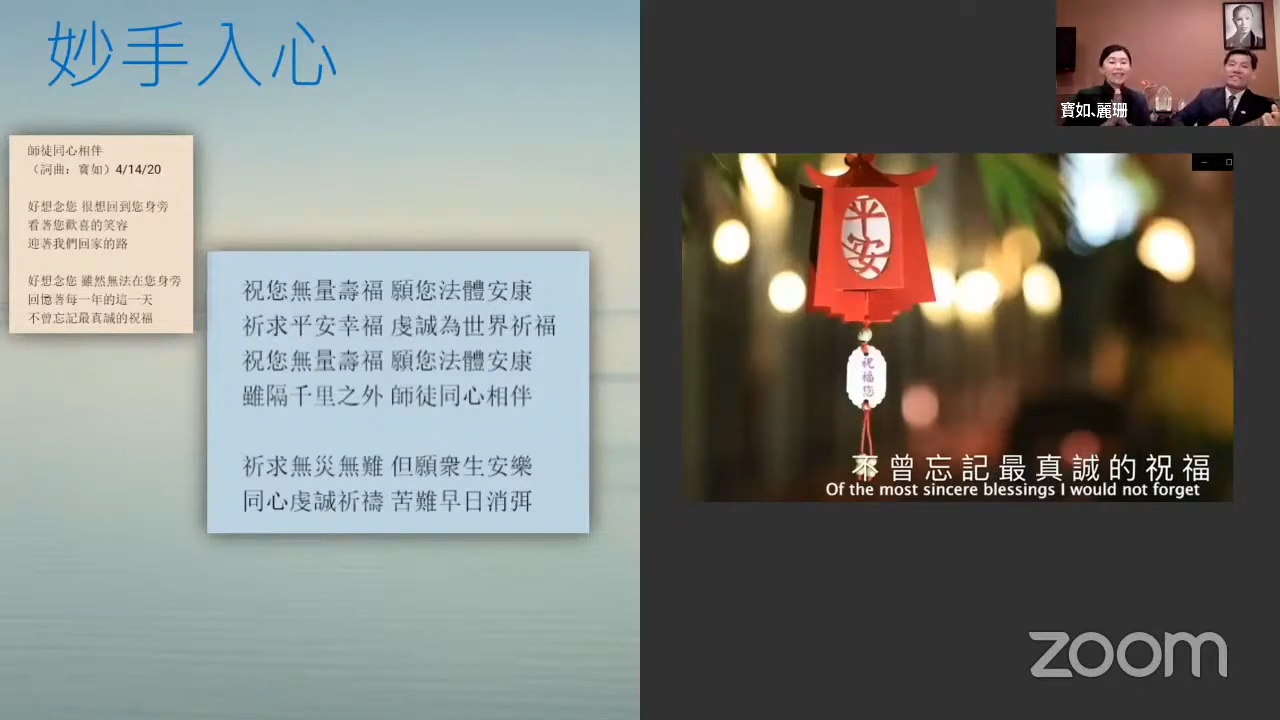 妙手入心
師徒同心相伴
（詞曲：寶如）4/14/20
好想念您 很想回到您身旁
看著您歡喜的笑容
迎著我們回家的路
好想念您 雖然無法在您身旁
回憶著每一年的這一天
不曾忘記最真誠的祝福
祝您無量壽福 願您法體安康
祈求平安幸福 虔誠為世界祈福
祝您無量壽福 願您法體安康
雖隔千里之外 師徒同心相伴
祈求無災無難 但願眾生安樂
同心虔誠祈禱 苦難早日消弭
寶如、麗珊
平安
祝福您
不曾忘記最真誠的祝福
Of the most sincere blessings I would not forget
zoom